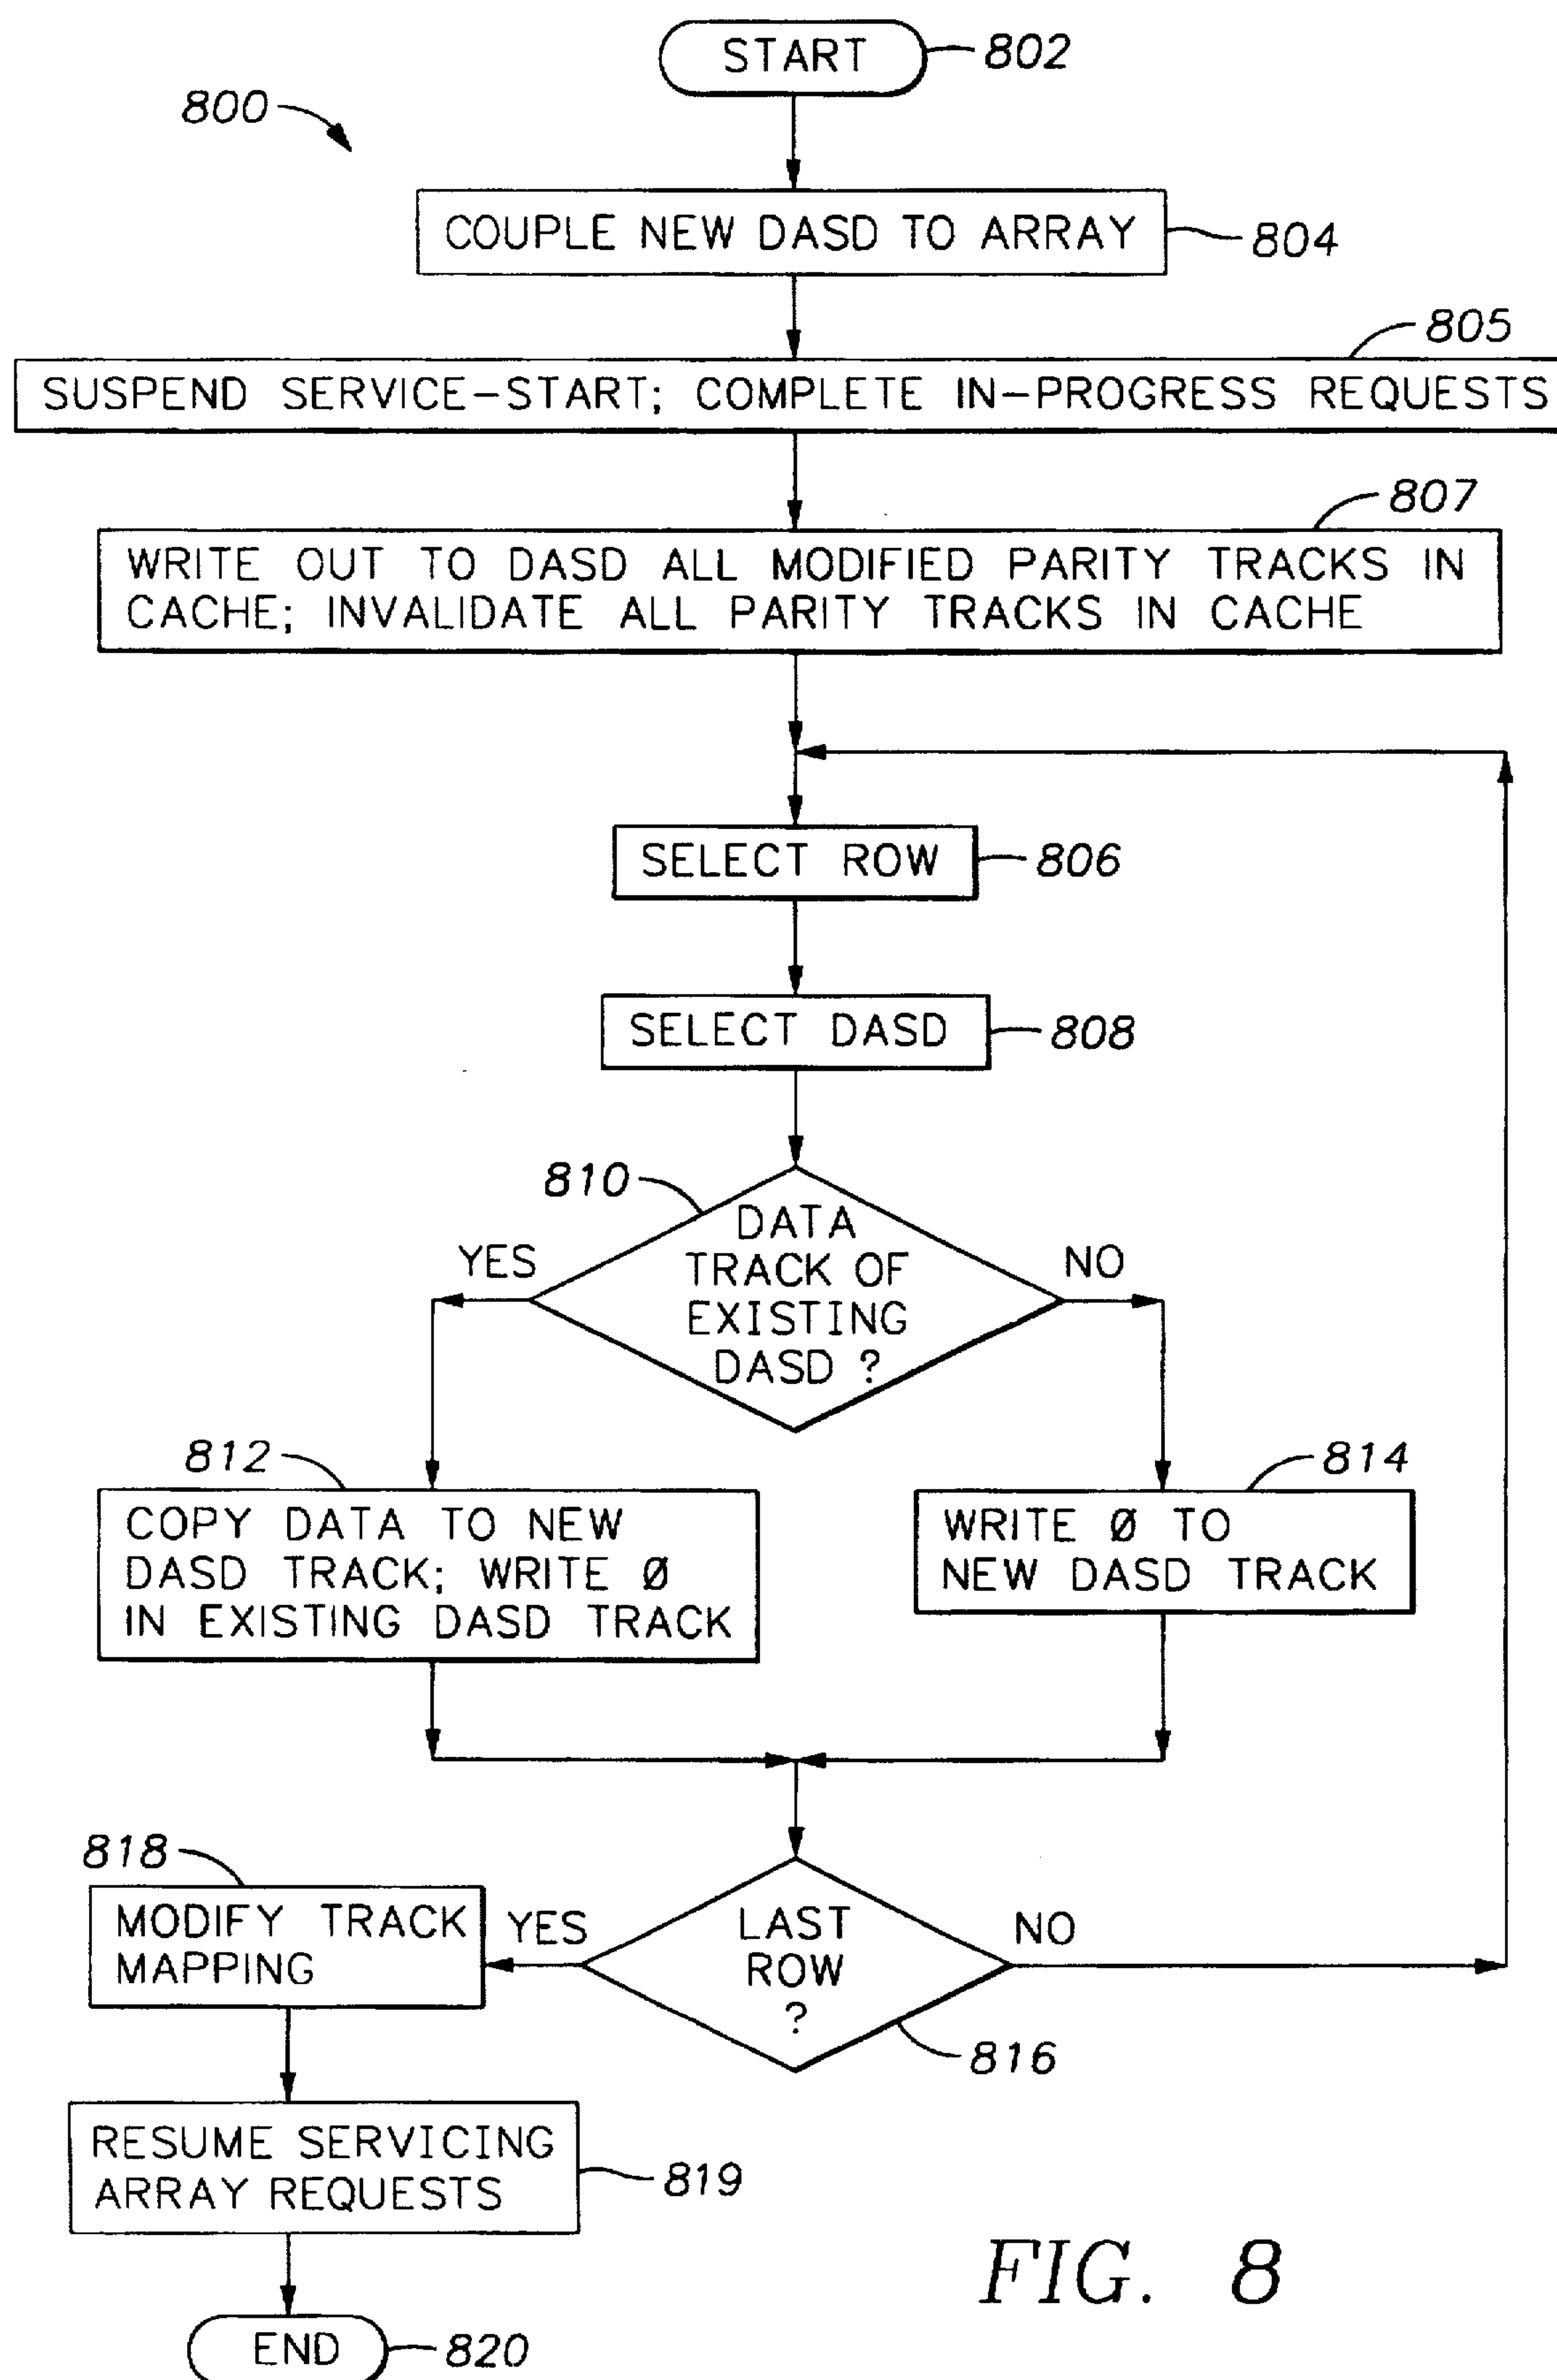 START
802
800
COUPLE NEW DASD TO ARRAY
804
805
SUSPEND SERVICE-START; COMPLETE IN-PROGRESS REQUESTS
807
WRITE OUT TO DASD ALL MODIFIED PARITY TRACKS IN
CACHE; INVALIDATE ALL PARITY TRACKS IN CACHE
SELECT ROW
806
SELECT DASD
808
810
DATA
TRACK OF
EXISTING
DASD ?
YES
NO
812
COPY DATA TO NEW
DASD TRACK; WRITE Ø
IN EXISTING DASD TRACK
814
WRITE Ø TO
NEW DASD TRACK
818
MODIFY TRACK
MAPPING
YES
LAST
ROW
?
NO
816
RESUME SERVICING
ARRAY REQUESTS
819
END
820
FIG. 8